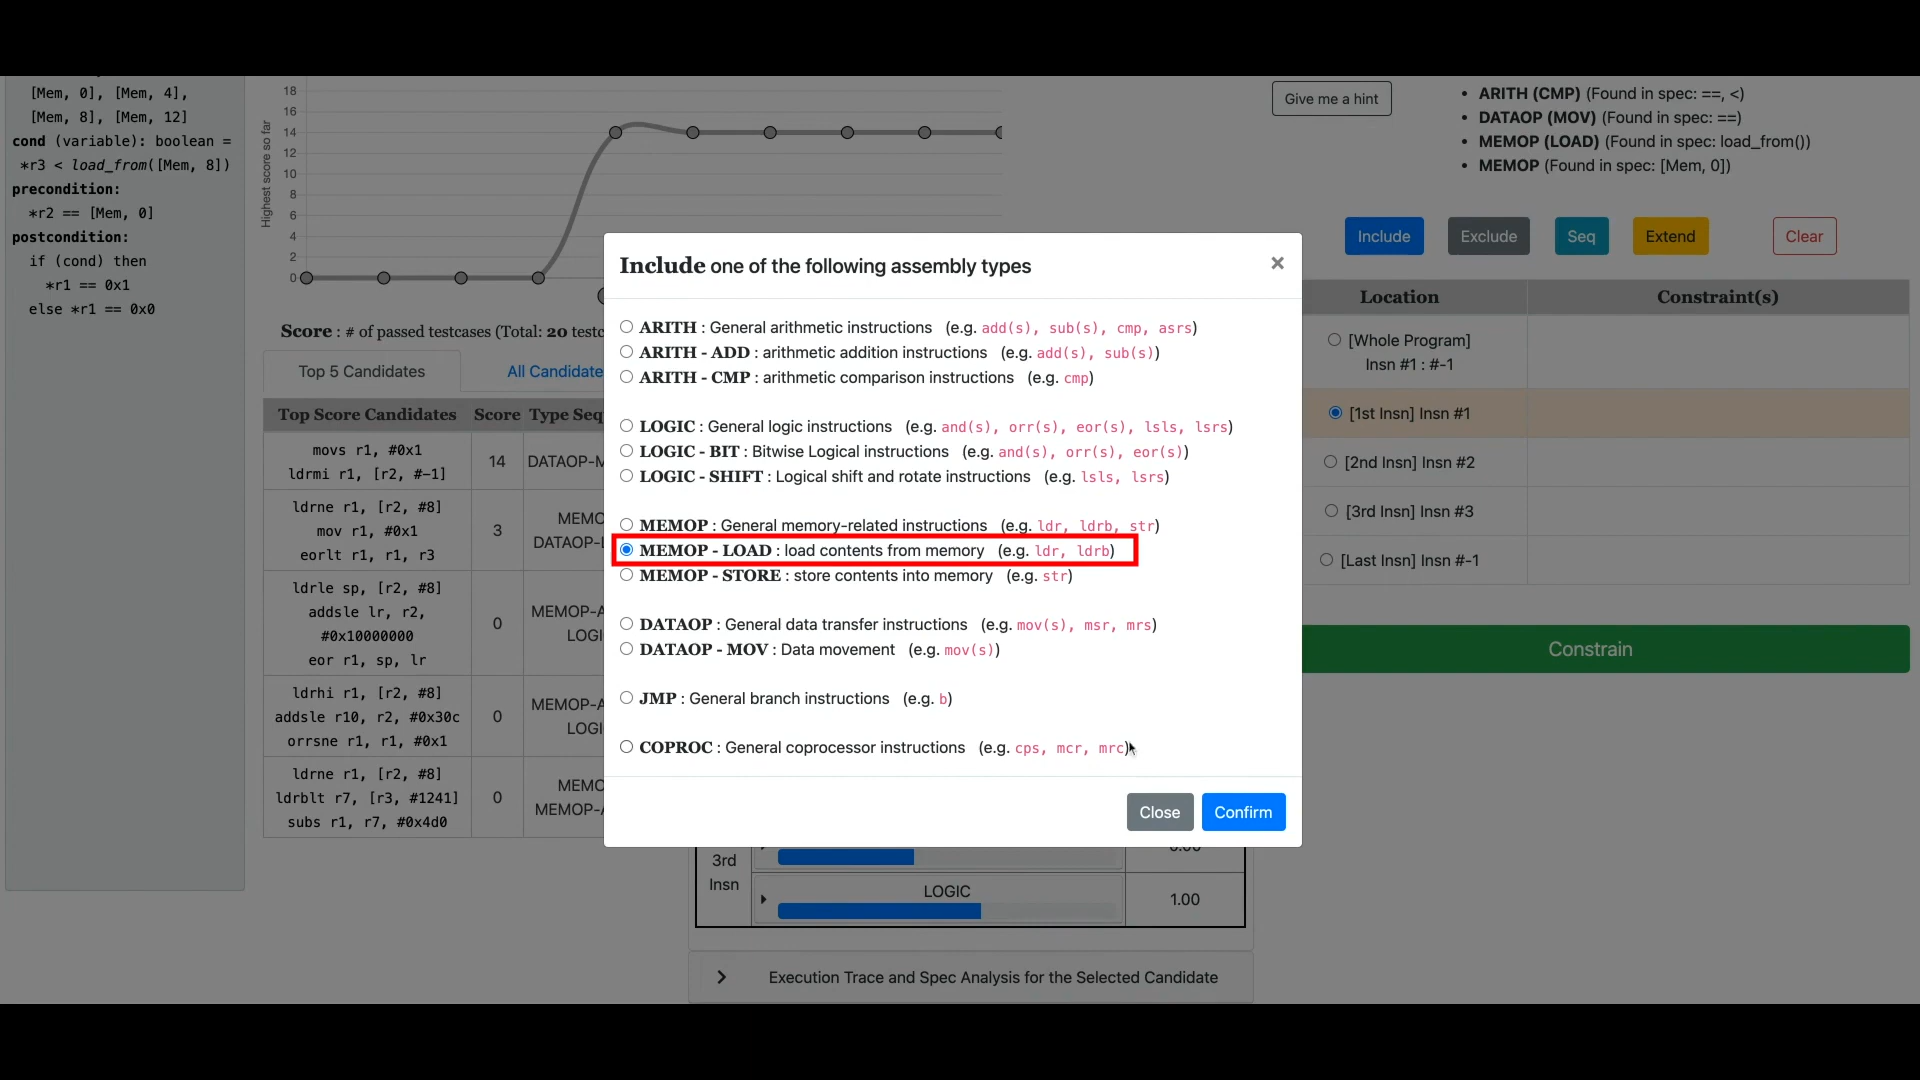 [Mem, 0], [Mem, 4],
[Mem, 8], [Mem, 12]
cond (variable): boolean =
*r3 < load_from([Mem, 8])
precondition:
*r2 == [Mem, 0]
postcondition:
if (cond) then
*r1 == 0x1
else *r1 == 0x0
Highest score so far
18
16
14
12
10
8
6
4
2
0
Score : # of passed testcases (Total: 20 testc
Top 5 Candidates
All Candidate
Top Score Candidates Score Type Seq
movs r1, #0x1
ldrmi r1, [r2, #-1]
14
DATAOP-M
ldrne r1, [r2, #8]
mov r1, #0x1
eorlt r1, r1, r3
3
MEMO
DATAOP-L
ldrle sp, [r2, #8]
addsle lr, r2,
#0x10000000
eor r1, sp, lr
0
MEMOP-A
LOGI
ldrhi r1, [r2, #8]
addsle r10, r2, #0x30c
orrsne r1, r1, #0x1
0
MEMOP-A
LOGI
ldrne r1, [r2, #8]
ldrblt r7, [r3, #1241]
subs r1, r7, #0x4d0
0
MEMO
MEMOP-A
Include one of the following assembly types
×
ARITH : General arithmetic instructions (e.g. add(s), sub(s), cmp, asrs)
ARITH - ADD : arithmetic addition instructions (e.g. add(s), sub(s))
ARITH - CMP : arithmetic comparison instructions (e.g. cmp)
LOGIC : General logic instructions (e.g. and(s), orr(s), eor(s), lsls, lsrs)
LOGIC - BIT : Bitwise Logical instructions (e.g. and(s), orr(s), eor(s))
LOGIC - SHIFT : Logical shift and rotate instructions (e.g. lsls, lsrs)
MEMOP : General memory-related instructions (e.g. ldr, ldrb, str)
MEMOP - LOAD : load contents from memory (e.g. ldr, ldrb)
MEMOP - STORE : store contents into memory (e.g. str)
DATAOP : General data transfer instructions (e.g. mov(s), msr, mrs)
DATAOP - MOV : Data movement (e.g. mov(s))
JMP : General branch instructions (e.g. b)
COPROC : General coprocessor instructions (e.g. cps, mcr, mrc)
Close
Confirm
3rd
Insn
LOGIC
1.00
Execution Trace and Spec Analysis for the Selected Candidate
Give me a hint
• ARITH (CMP) (Found in spec: ==, <)
• DATAOP (MOV) (Found in spec: ==)
• MEMOP (LOAD) (Found in spec: load_from())
• MEMOP (Found in spec: [Mem, 0])
Include
Exclude
Seq
Extend
Clear
Location
Constraint(s)
[Whole Program]
Insn #1 : #-1
[1st Insn] Insn #1
[2nd Insn] Insn #2
[3rd Insn] Insn #3
[Last Insn] Insn #-1
Constrain